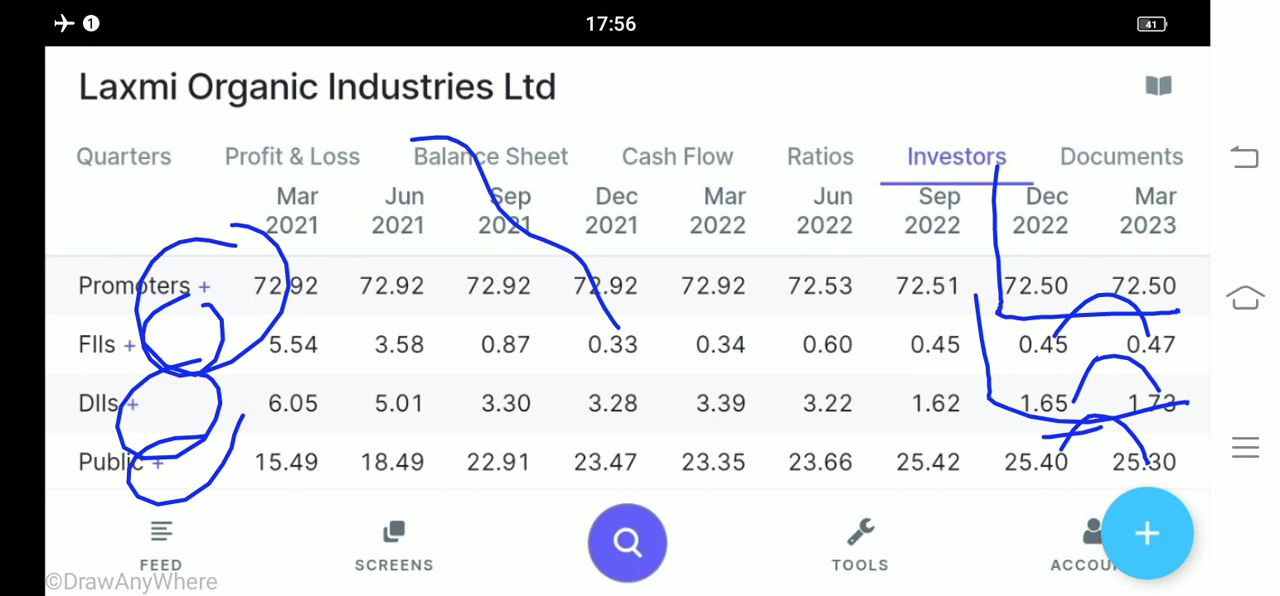 1 17:56 41
Laxmi Organic Industries Ltd
Quarters Profit & Loss Balance Sheet Cash Flow Ratios Investors Documents
Mar Jun Sep Dec Mar Jun Sep Dec Mar
2021 2021 2021 2021 2022 2022 2022 2022 2023
Promoters + 72.92 72.92 72.92 72.92 72.92 72.53 72.51 72.50 72.50
FIIs + 5.54 3.58 0.87 0.33 0.34 0.60 0.45 0.45 0.47
DIIs + 6.05 5.01 3.30 3.28 3.39 3.22 1.62 1.65 1.73
Public + 15.49 18.49 22.91 23.47 23.35 23.66 25.42 25.40 25.30
FEED SCREENS TOOLS ACCOU
©DrawAnyWhere